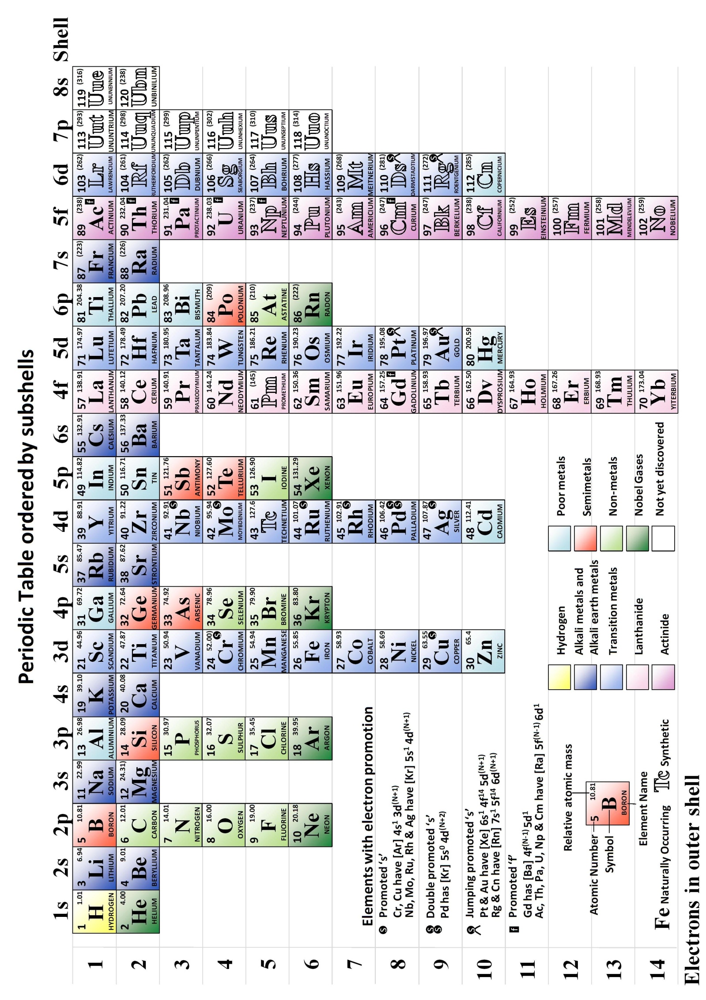 Periodic Table ordered by subshells
1s 2s 2p 3s 3p 4s 3d 4p 5s 4d 5p 6s 4f 5d 6p 7s 5f 6d 7p 8s Shell
1
1 1.01 H HYDROGEN
3 6.94 Li LITHIUM
5 10.81 B BORON
11 22.99 Na SODIUM
13 26.98 Al ALUMINIUM
19 39.10 K POTASSIUM
21 44.96 Sc SCANDIUM
31 69.72 Ga GALLIUM
37 85.47 Rb RUBIDIUM
39 88.91 Y YITRIUM
49 114.82 In INDIUM
55 132.91 Cs CAESIUM
57 138.91 La LANTHANUM
71 174.97 Lu LUTETIUM
81 204.38 Ti THALLIUM
87 (223) Fr FRANCIUM
89 (238) Ac f ACTINIUM
103 (262) Lr LAWRENCIUM
113 (293) Uut UNUNTRIUM
119 (316) Uue UNUNENNIUM
2
2 4.00 He HELIUM
4 9.01 Be BERYLLIUM
6 12.01 C CARBON
12 24.31) Mg MAGNESIUM
14 28.09 Si SILICON
20 40.08 Ca CALCIUM
22 47.87 Ti TITANIUM
32 72.64 Ge GERMANIUM
38 87.62 Sr STRONTIUM
40 91.22 Zr ZIRCONIUM
50 116.71 Sn TIN
56 137.33 Ba BARIUM
58 140.12 Ce CERIUM
72 178.49 Hf HAFNIUM
82 207.20 Pb LEAD
88 (226) Ra RADIUM
90 232.04 Th f THORIUM
104 (261) Rf RUTHERFORDIUM
114 (298) Uuq UNUNQUADIUM
120 (238) Ubn UNBINILIUM
3
7 14.01 N NITROGEN
15 30.97 P PHOSPHORUS
23 50.94 V VANADIUM
33 74.92 As ARSENIC
41 92.91 Nb s NIOBIUM
51 121.76 Sb ANTIMONY
59 140.91 Pr PRASEODYMIUM
73 180.95 Ta TANTALUM
83 208.96 Bi BISMUTH
91 231.04 Pa f PROTACTINIUM
105 (262) Db DUBNIUM
115 (299) Uup UNUNPENTIUM
4
8 16.00 O OXYGEN
16 32.07 S SULPHUR
24 52.00) Cr s CHROMIUM
34 78.96 Se SELENIUM
42 95.94 Mo s MOYBDENIUM
52 127.60 Te TELLURIUM
60 144.24 Nd NEODYMIUM
74 183.84 W TUNGSTEN
84 (209) Po POLONIUM
92 238.03 U f URANIUM
106 (266) Sg SEABORGIUM
116 (302) Uuh UNUNHEXIUM
5
9 19.00 F FLUORINE
17 35.45 Cl CHLORINE
25 54.94 Mn MANGANESE
35 79.90 Br BROMINE
43 127.6 Tc TECHNETIUM
53 126.90 I IODINE
61 (145) Pm PROMETHIUM
75 186.21 Re RHENIUM
85 (210) At ASTATINE
93 (237) Np f NEPTUNIUM
107 (264) Bh BOHRIUM
117 (310) Uus UNUNSEPTIUM
6
10 20.18 Ne NEON
18 39.95 Ar ARGON
26 55.85 Fe IRON
36 83.80 Kr KRYPTON
44 101.07 Ru s RUTHENIUM
54 131.29 Xe XENON
62 150.36 Sm SAMARIUM
76 190.23 Os OSMIUM
86 (222) Rn RADON
94 (244) Pu PLUTONIUM
108 (277) Hs HASSIUM
118 (314) Uuo UNUNOCTIUM
7
27 58.93 Co COBALT
45 102.91 Rh s RHODIUM
63 151.96 Eu EUROPIUM
77 192.22 Ir IRIDIUM
95 (243) Am AMERICIUM
109 (268) Mt MEITNERIUM
8
28 58.69 Ni NICKEL
46 106.42 Pd s s PALLADIUM
64 157.25 Gd f GADOLINIUM
78 195.08 Pt s PLATINUM
96 (247) Cm f CURIUM
110 (281) Ds s DARMSTADTIUM
9
29 63.55 Cu s COPPER
47 107.87 Ag s SILVER
65 158.93 Tb TERBIUM
79 196.97 Au s GOLD
97 (247) Bk BERKELIUM
111 (272) Rg s ROENTGENIUM
10
30 65.4 Zn ZINC
48 112.41 Cd CADMIUM
66 162.50 Dv DYSPROSIUM
80 200.59 Hg MERCURY
98 (238) Cf CALIFORNIUM
112 (285) Cn COPERNICIUM
11
67 164.93 Ho HOLMIUM
99 (252) Es EINSTEINIUM
12
68 167.26 Er ERBIUM
100 (257) Fm FERMIUM
13
69 168.93 Tm THULIUM
101 (258) Md MENDELEVIUM
14
70 173.04 Yb YITERBIUM
102 (259) No NOBELIUM
Elements with electron promotion
s Promoted ‘s’
Cr, Cu have [Ar] 4s1 3d(N+1)
Nb, Mo, Ru, Rh & Ag have [Kr] 5s1 4d(N+1)
s s Double promoted ‘s’
Pd has [Kr] 5s0 4d(N+2)
s Jumping promoted ‘s’
Pt & Au have [Xe] 6s1 4f14 5d(N+1)
Rg & Cn have [Rn] 7s1 5f14 6d(N+1)
f Promoted ‘f’
Gd has [Ba] 4f(N-1) 5d1
Ac, Th, Pa, U, Np & Cm have [Ra] 5f(N-1) 6d1
Relative atomic mass
Atomic Number
5 10.81
Symbol
B
BORON
Element Name
Fe Naturally Occurring
Tc Synthetic
Hydrogen
Alkali metals and
Alkali earth metals
Transition metals
Lanthanide
Actinide
Poor metals
Semimetals
Non-metals
Nobel Gases
Not yet discovered
Electrons in outer shell